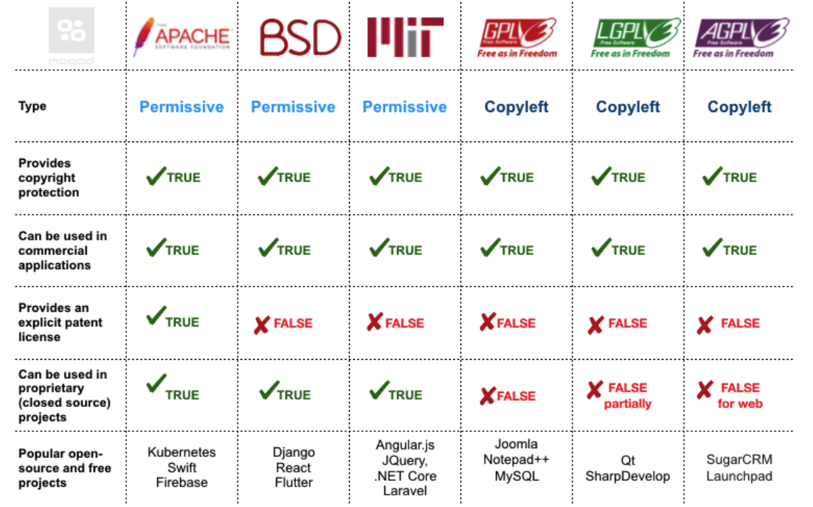 moqod
THE
APACHE
SOFTWARE FOUNDATION
BSD
MiT
GPLv3
Free Software
Free as in Freedom
LGPLv3
Free Software
Free as in Freedom
AGPLv3
Free Software
Free as in Freedom
Type
Permissive
Permissive
Permissive
Copyleft
Copyleft
Copyleft
Provides
copyright
protection
TRUE
TRUE
TRUE
TRUE
TRUE
TRUE
Can be used in
commercial
applications
TRUE
TRUE
TRUE
TRUE
TRUE
TRUE
Provides an
explicit patent
license
TRUE
FALSE
FALSE
FALSE
FALSE
FALSE
Can be used in
proprietary
(closed source)
projects
TRUE
TRUE
TRUE
FALSE
FALSE
partially
FALSE
for web
Popular open-
source and free
projects
Kubernetes
Swift
Firebase
Django
React
Flutter
Angular.js
JQuery,
.NET Core
Laravel
Joomla
Notepad++
MySQL
Qt
SharpDevelop
SugarCRM
Launchpad